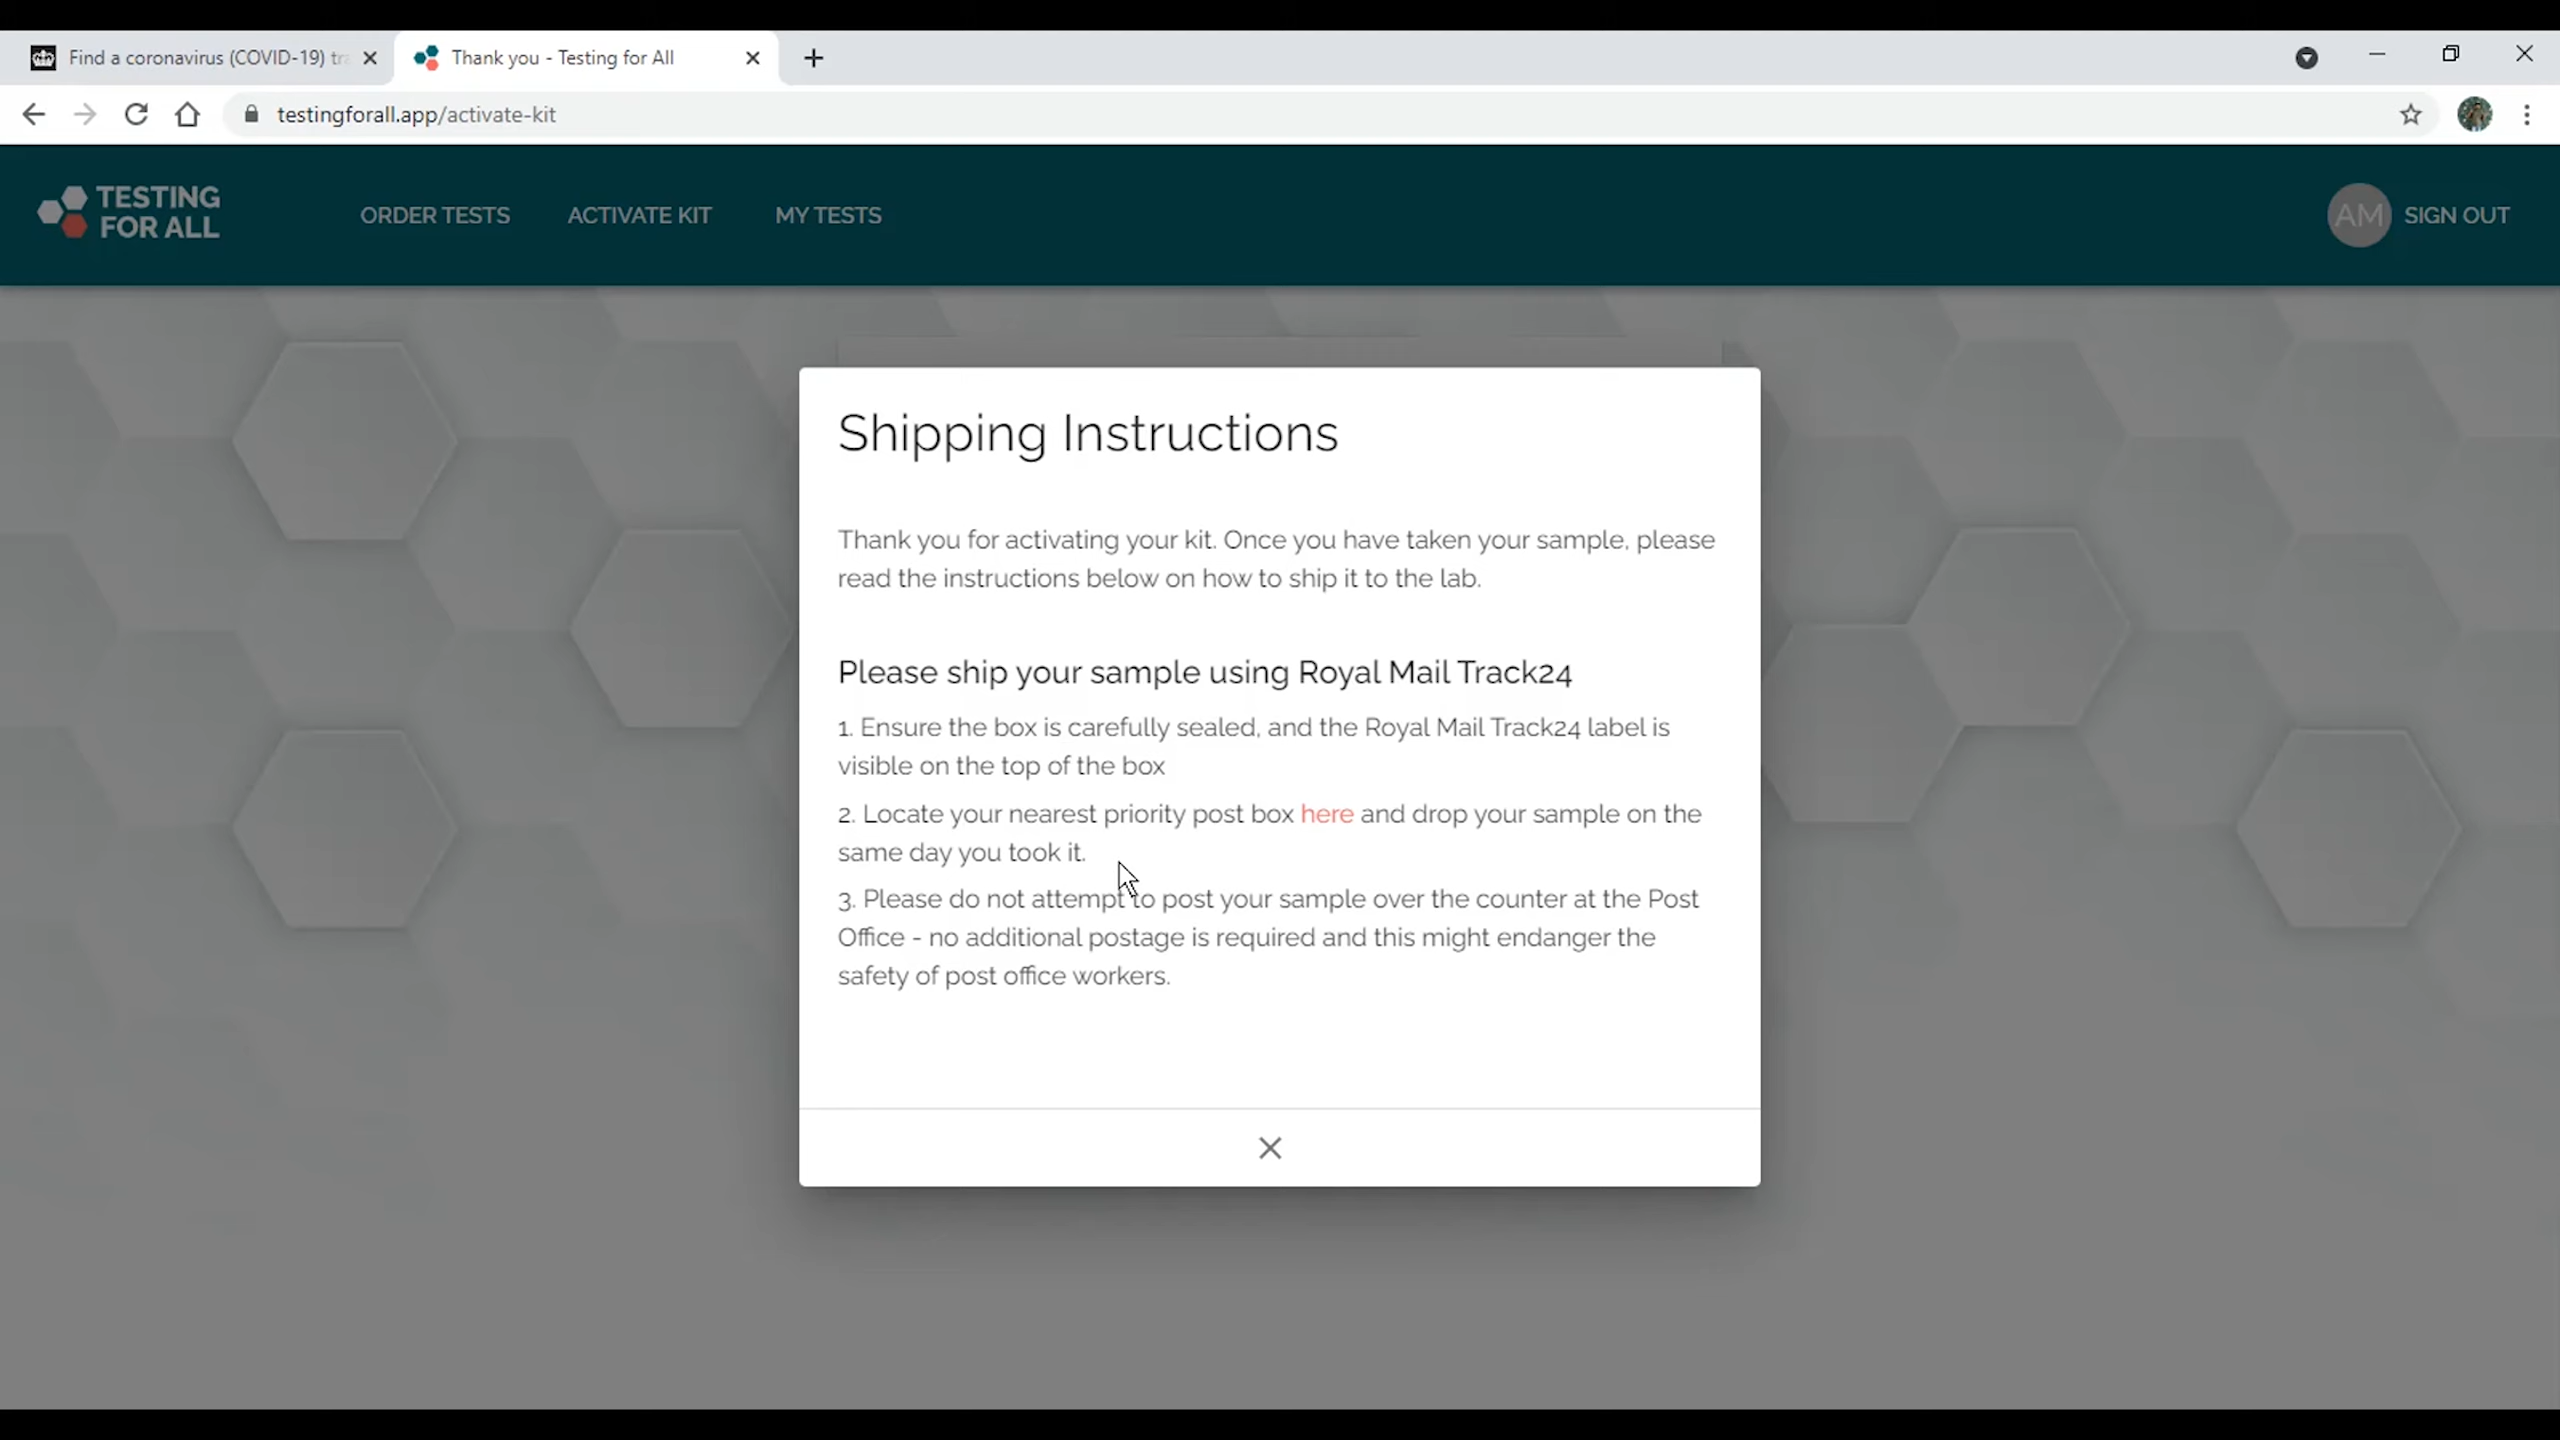 Find a coronavirus (COVID-19) tra
Thank you - Testing for All
testingforall.app/activate-kit
TESTING
FOR ALL
ORDER TESTS
ACTIVATE KIT
MY TESTS
AM
SIGN OUT
Shipping Instructions
Thank you for activating your kit. Once you have taken your sample, please
read the instructions below on how to ship it to the lab.
Please ship your sample using Royal Mail Track24
1. Ensure the box is carefully sealed, and the Royal Mail Track24 label is
visible on the top of the box
2. Locate your nearest priority post box here and drop your sample on the
same day you took it.
3. Please do not attempt to post your sample over the counter at the Post
Office - no additional postage is required and this might endanger the
safety of post office workers.